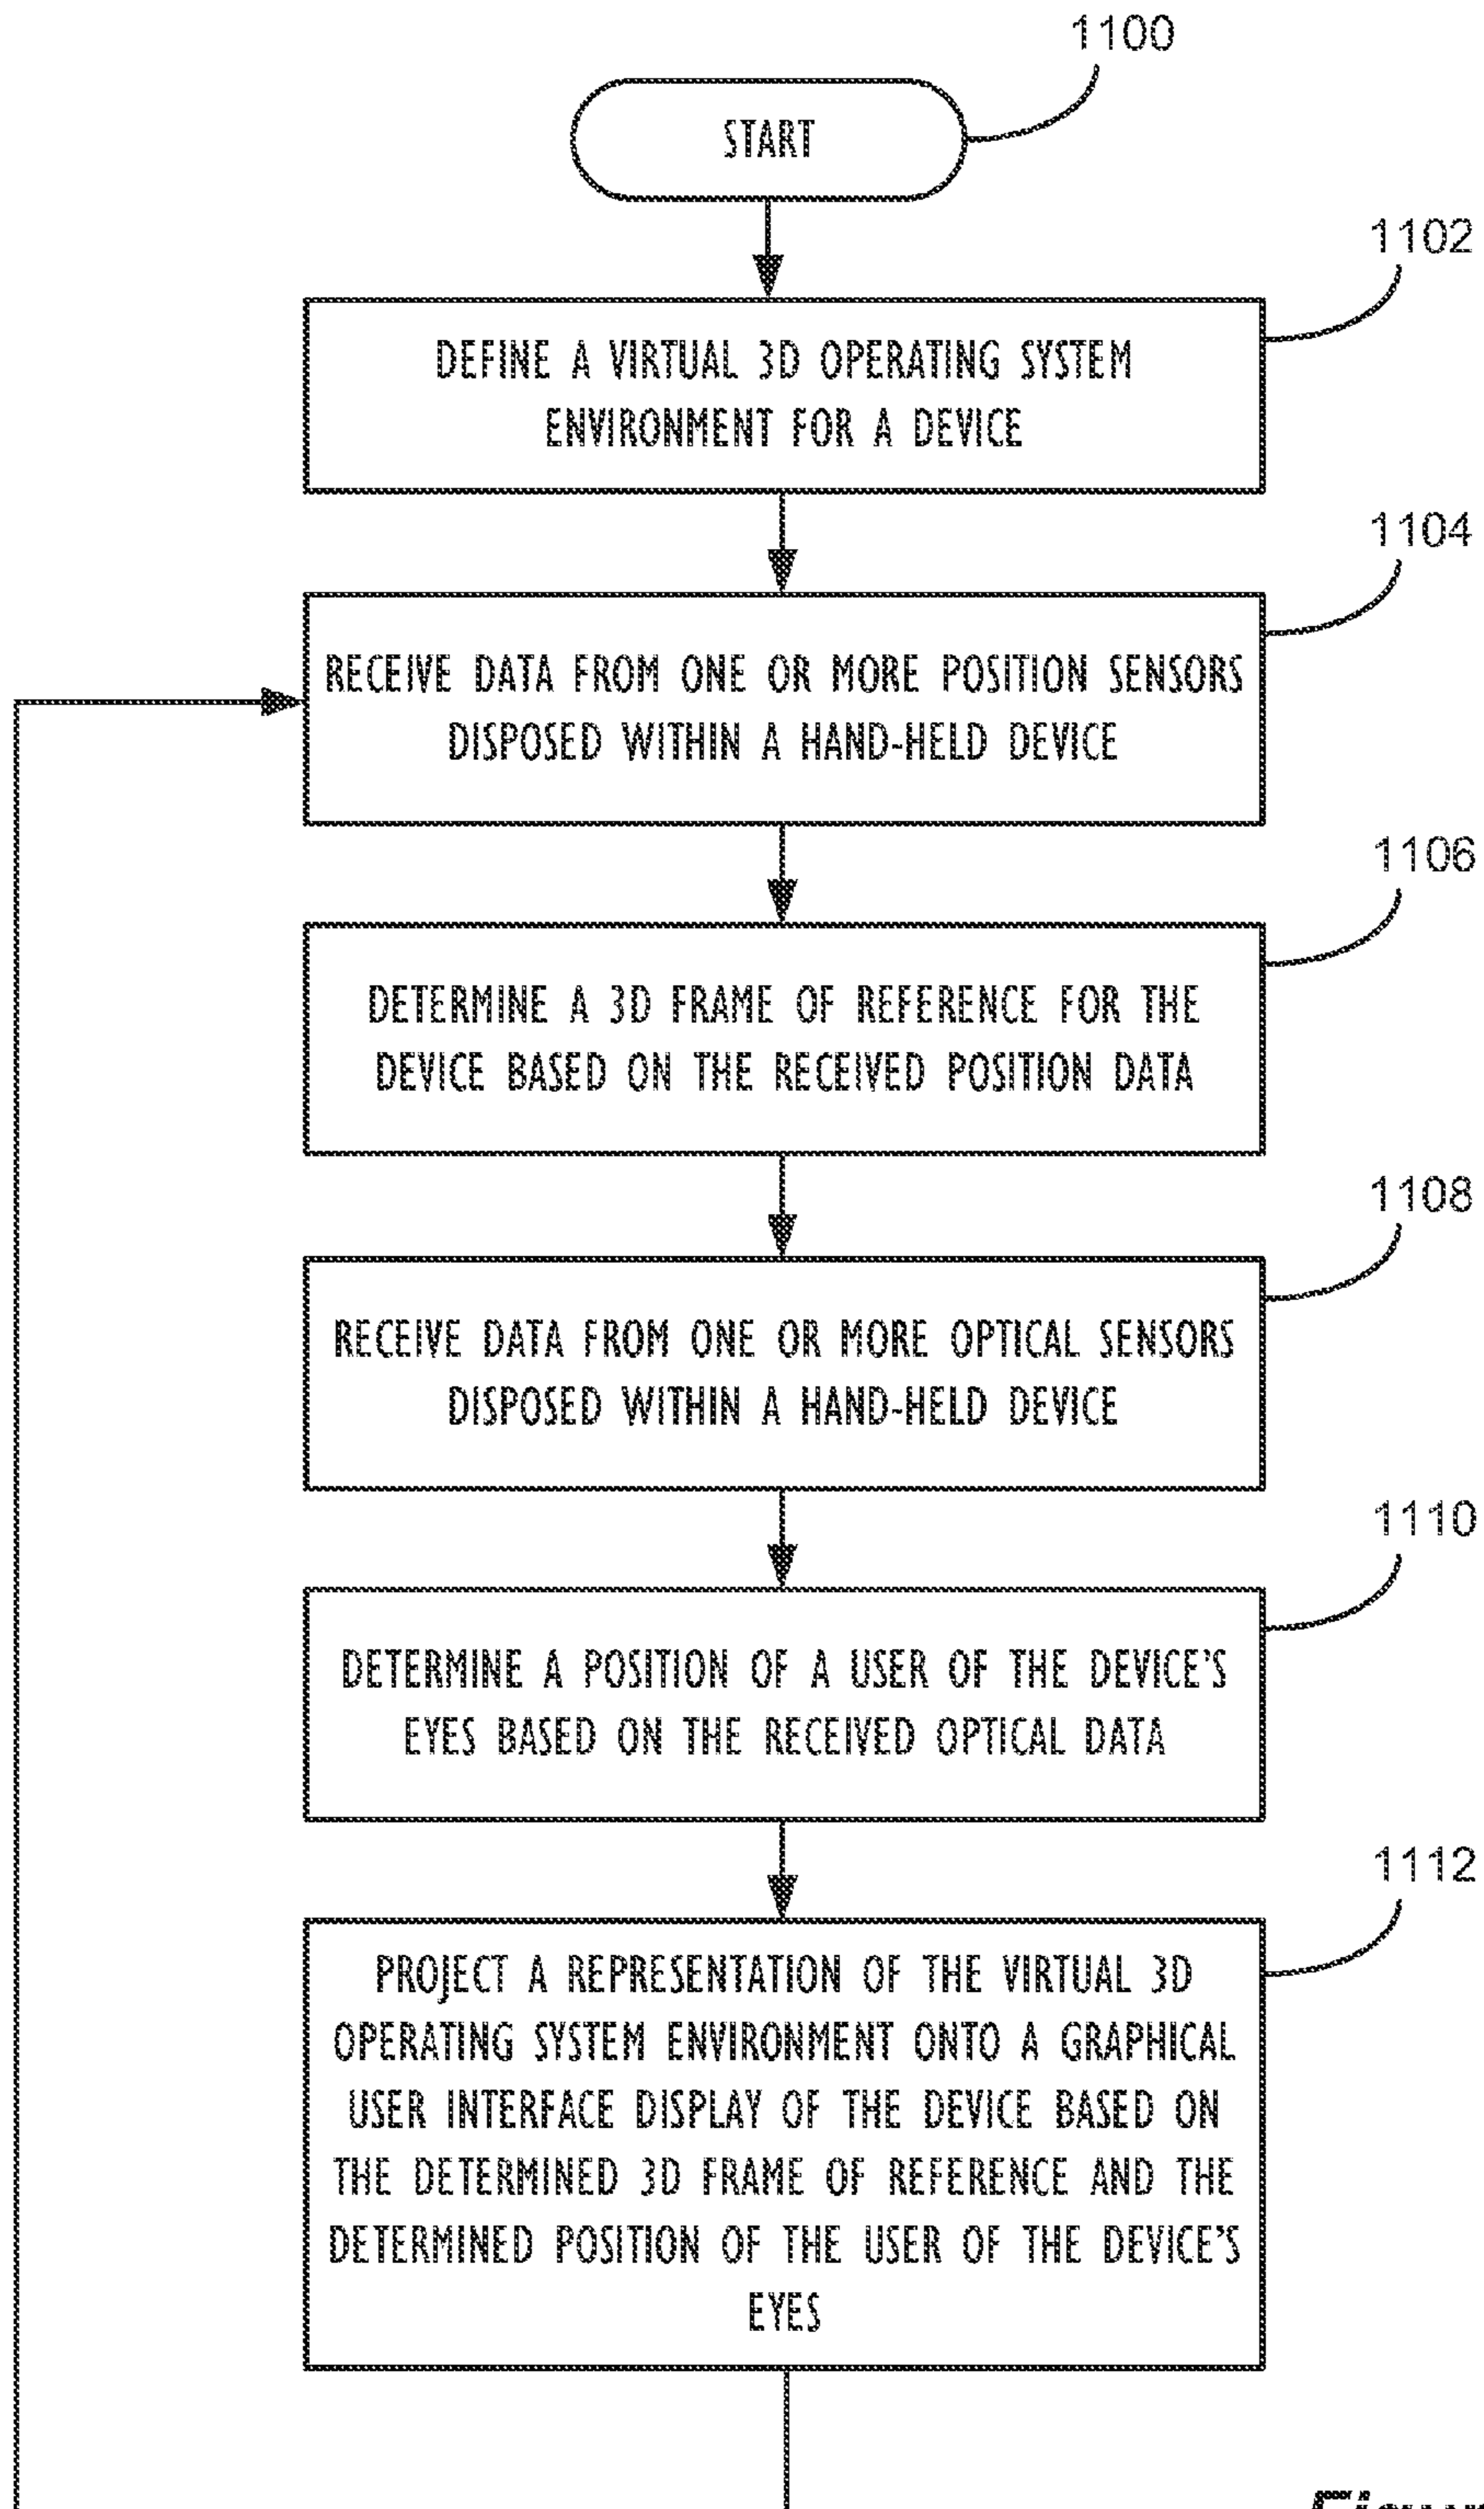 1100
START
1102
DEFINE A VIRTUAL 3D OPERATING SYSTEM
ENVIRONMENT FOR A DEVICE
1104
RECEIVE DATA FROM ONE OR MORE POSITION SENSORS
DISPOSED WITHIN A HAND-HELD DEVICE
1106
DETERMINE A 3D FRAME OF REFERENCE FOR THE
DEVICE BASED ON THE RECEIVED POSITION DATA
1108
RECEIVE DATA FROM ONE OR MORE OPTICAL SENSORS
DISPOSED WITHIN A HAND-HELD DEVICE
1110
DETERMINE A POSITION OF A USER OF THE DEVICE'S
EYES BASED ON THE RECEIVED OPTICAL DATA
1112
PROJECT A REPRESENTATION OF THE VIRTUAL 3D
OPERATING SYSTEM ENVIRONMENT ONTO A GRAPHICAL
USER INTERFACE DISPLAY OF THE DEVICE BASED ON
THE DETERMINED 3D FRAME OF REFERENCE AND THE
DETERMINED POSITION OF THE USER OF THE DEVICE'S
EYES